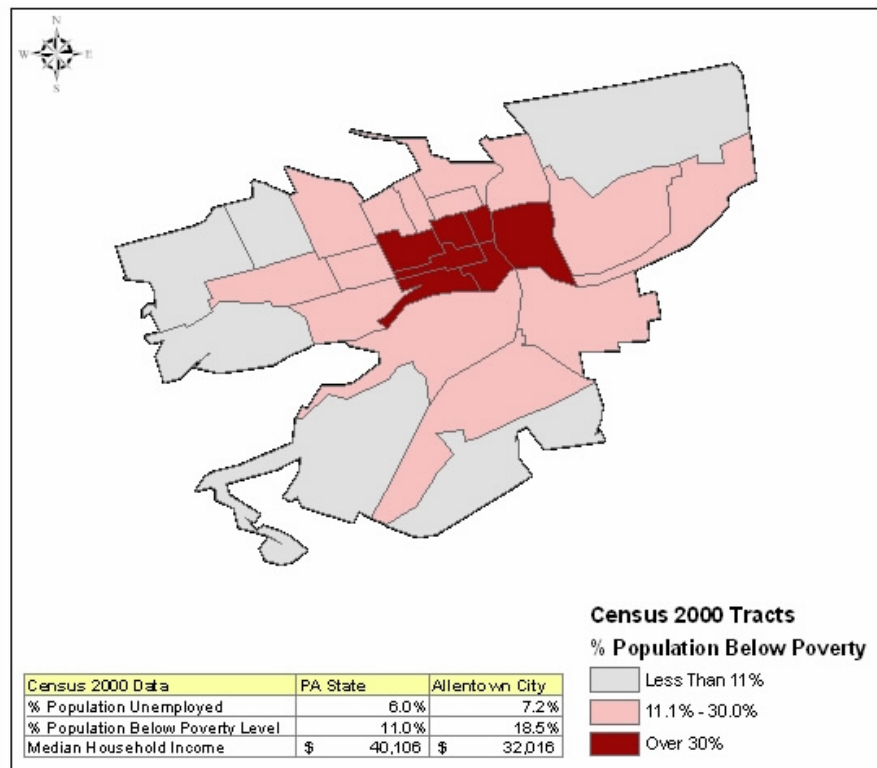 N
W E
S
Census 2000 Tracts
% Population Below Poverty
Less Than 11%
11.1% - 30.0%
Over 30%
Census 2000 Data PA State Allentown City
% Population Unemployed 6.0% 7.2%
% Population Below Poverty Level 11.0% 18.5%
Median Household Income $ 40,106 $ 32,016